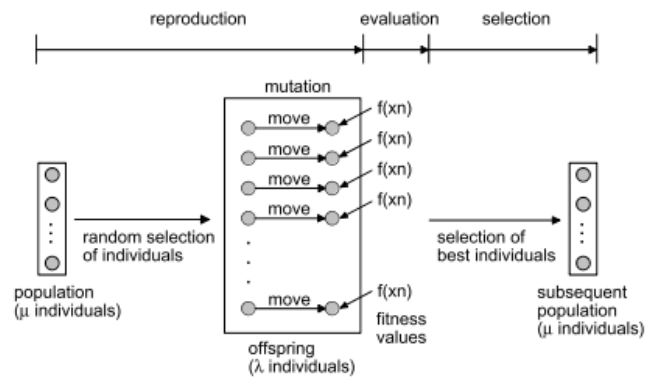 reproduction
evaluation
selection
mutation
move
f(xn)
move
f(xn)
move
f(xn)
move
f(xn)
random selection
of individuals
selection of
best individuals
population
(μ individuals)
move
f(xn)
fitness
values
offspring
(λ individuals)
subsequent
population
(μ individuals)